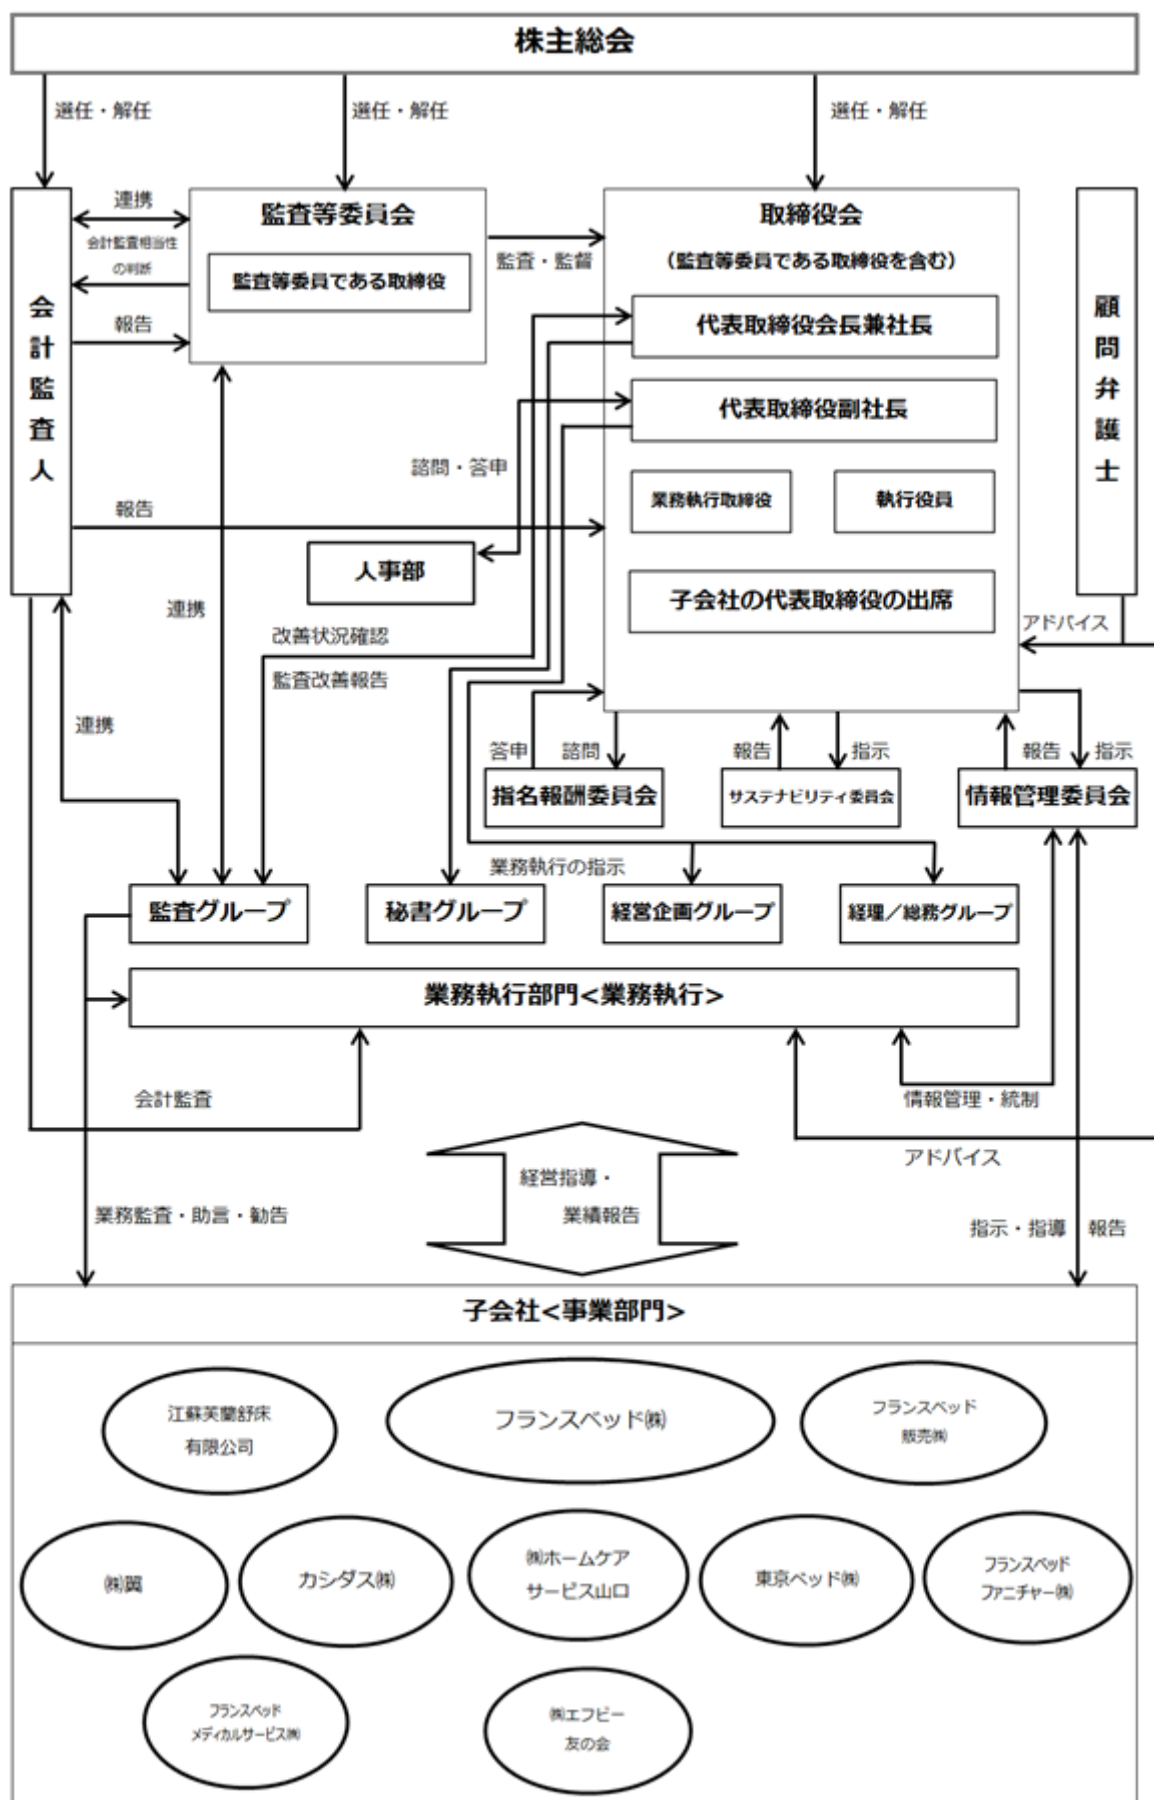 株主総会
選任・解任
選任・解任
選任・解任
会計監査人
連携
会計監査相当性
の判断
報告
監査等委員会
監査等委員である取締役
監査・監督
取締役会
(監査等委員である取締役を含む)
代表取締役会長兼社長
代表取締役副社長
業務執行取締役
執行役員
子会社の代表取締役の出席
顧問弁護士
諮問・答申
報告
人事部
連携
改善状況確認
監査改善報告
アドバイス
連携
答申
諮問
報告
指示
報告
指示
指名報酬委員会
サステナビリティ委員会
情報管理委員会
業務執行の指示
監査グループ
秘書グループ
経営企画グループ
経理／総務グループ
業務執行部門<業務執行>
会計監査
情報管理・統制
アドバイス
経営指導・
業績報告
業務監査・助言・勧告
指示・指導
報告
子会社<事業部門>
江蘇芙蘭舒床
有限公司
フランスベッド㈱
フランスベッド
販売㈱
㈱翼
カシダス㈱
㈱ホームケア
サービス山口
東京ベッド㈱
フランスベッド
ファニチャー㈱
フランスベッド
メディカルサービス㈱
㈱エフビー
友の会